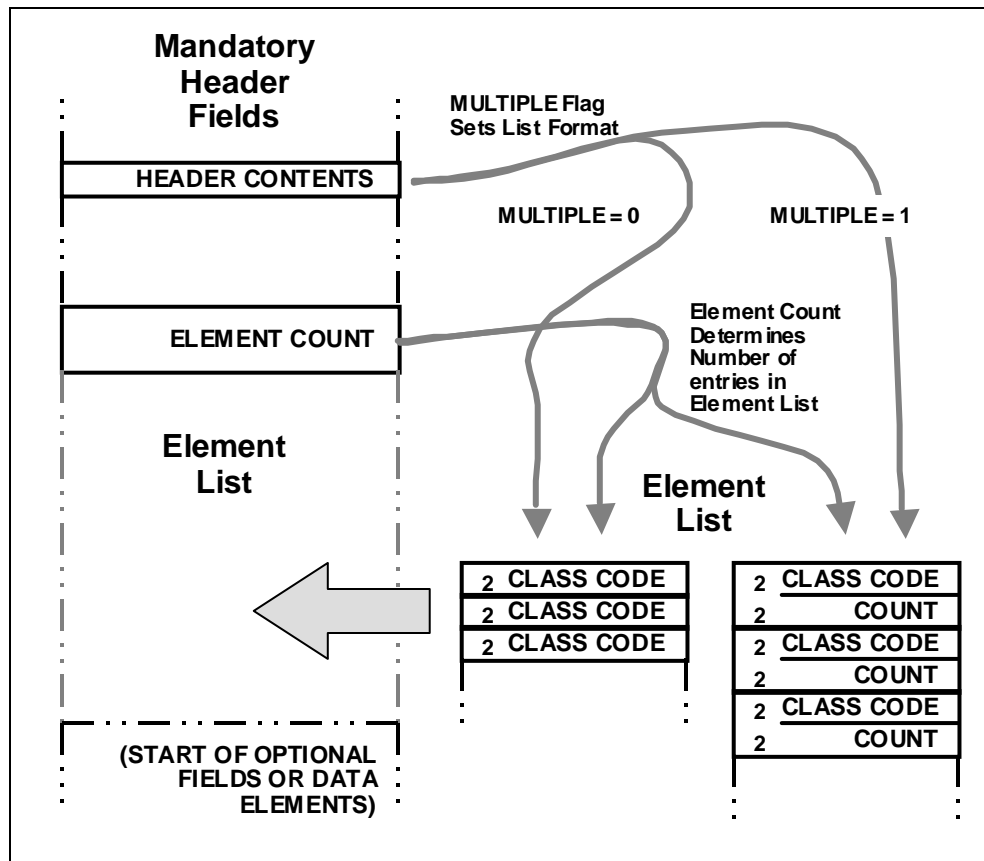 Mandatory
Header
Fields
MULTIPLE Flag
Sets List Format
HEADER CONTENTS
MULTIPLE = 0
MULTIPLE = 1
ELEMENT COUNT
Element Count
Determines
Number of
entries in
Element List
Element
List
Element
List
2 CLASS CODE
2 CLASS CODE
2 CLASS CODE
2 CLASS CODE
2 COUNT
2 CLASS CODE
2 COUNT
2 CLASS CODE
2 COUNT
(START OF OPTIONAL
FIELDS OR DATA
ELEMENTS)